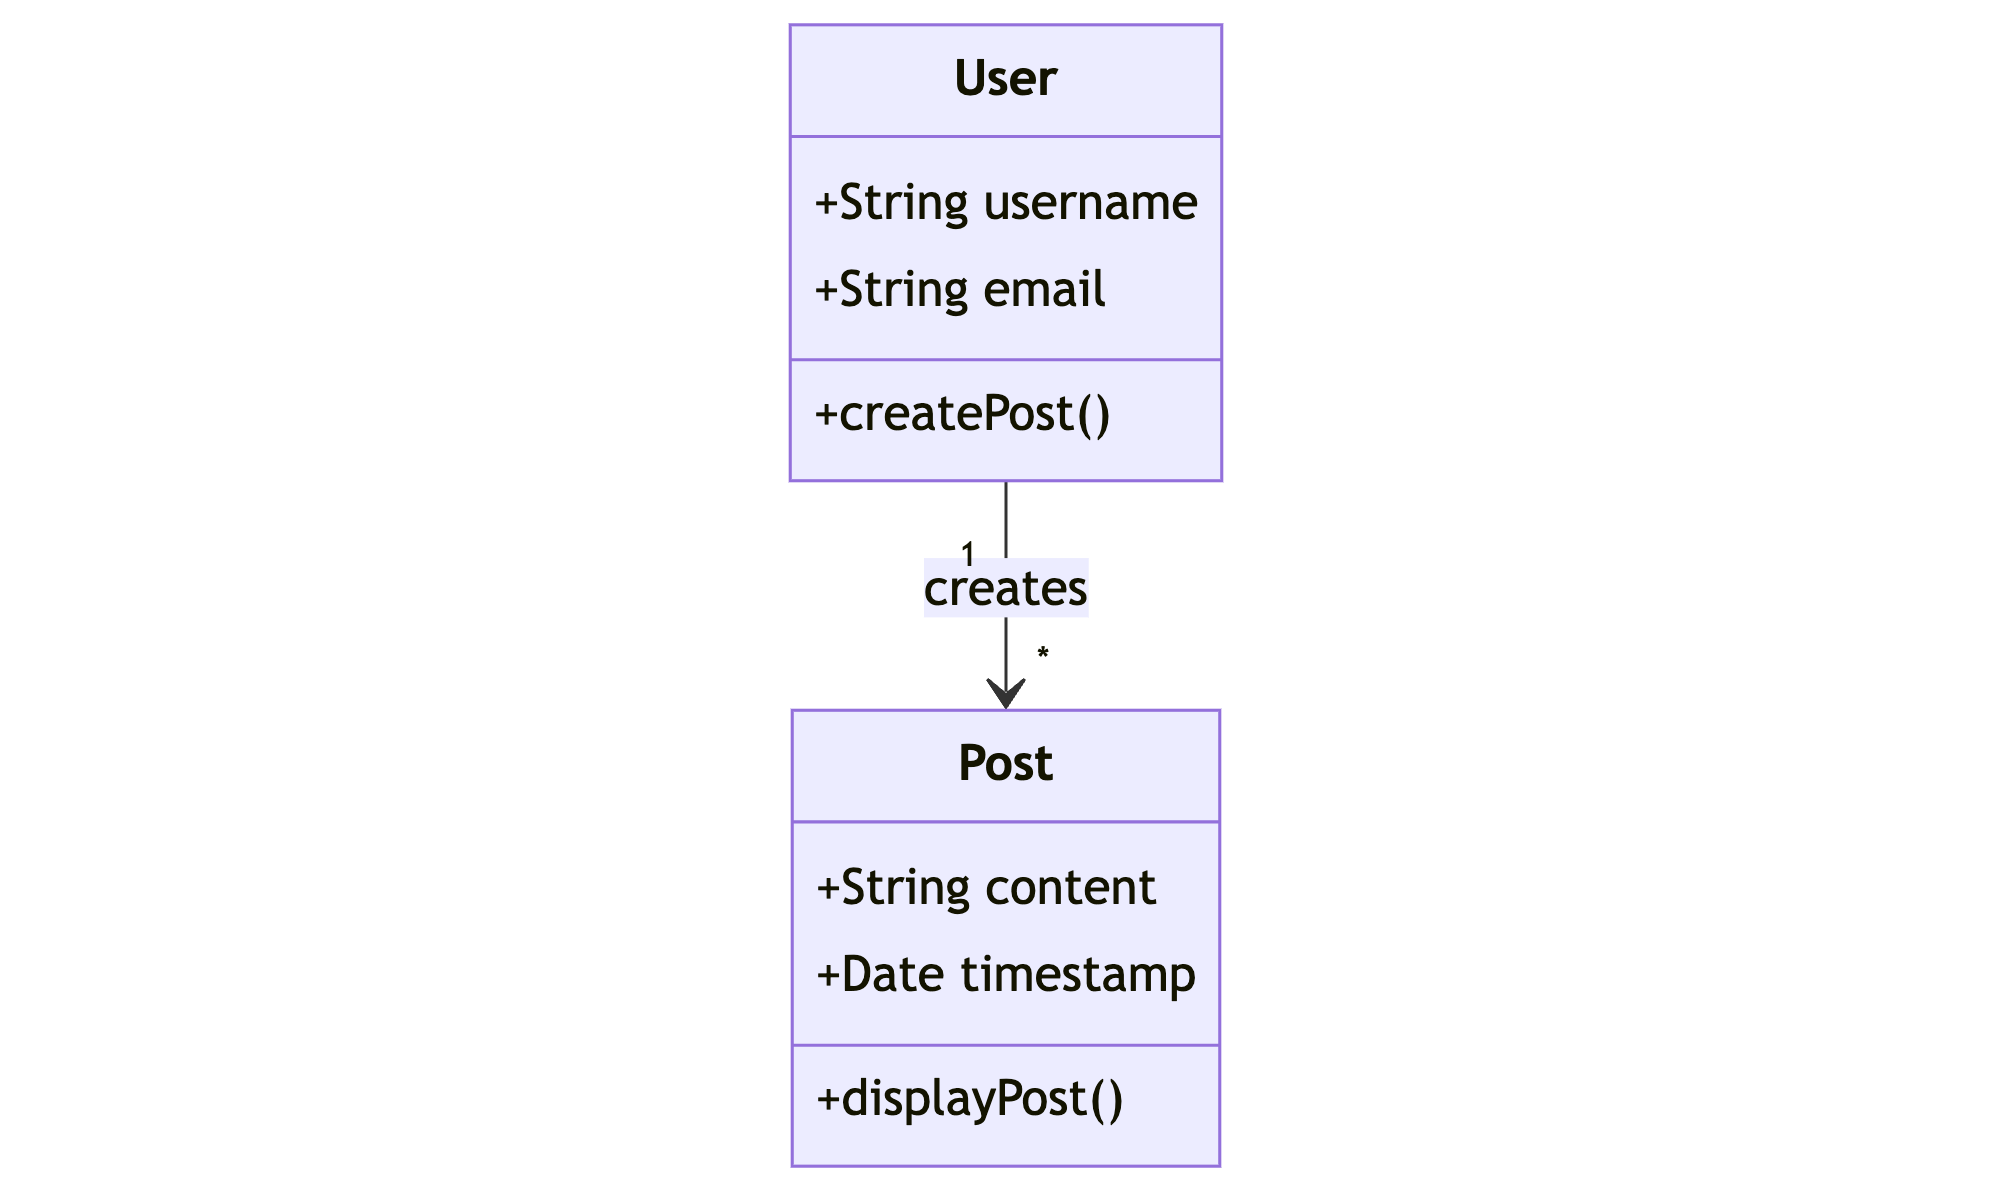 User
+String username
+String email
+createPost()
1
creates
*
Post
+String content
+Date timestamp
+displayPost()